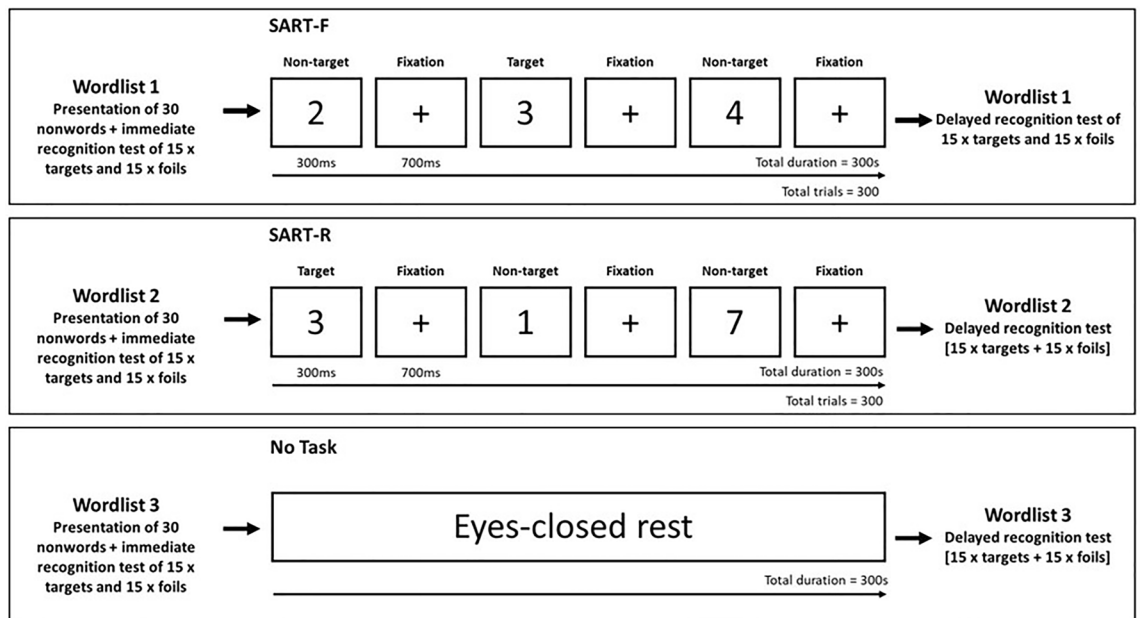 SART-F
Non-target Fixation Target Fixation Non-target Fixation
Wordlist 1
Presentation of 30
nonwords + immediate
recognition test of 15 x
targets and 15 x foils
2 + 3 + 4 +
300ms 700ms Total duration = 300s
Total trials = 300
Wordlist 1
Delayed recognition test of
15 x targets and 15 x foils
SART-R
Target Fixation Non-target Fixation Non-target Fixation
Wordlist 2
Presentation of 30
nonwords + immediate
recognition test of 15 x
targets and 15 x foils
3 + 1 + 7 +
300ms 700ms Total duration = 300s
Total trials = 300
Wordlist 2
Delayed recognition test
[15 x targets + 15 x foils]
No Task
Wordlist 3
Presentation of 30
nonwords + immediate
recognition test of 15 x
targets and 15 x foils
Eyes-closed rest
Total duration = 300s
Wordlist 3
Delayed recognition test
[15 x targets + 15 x foils]